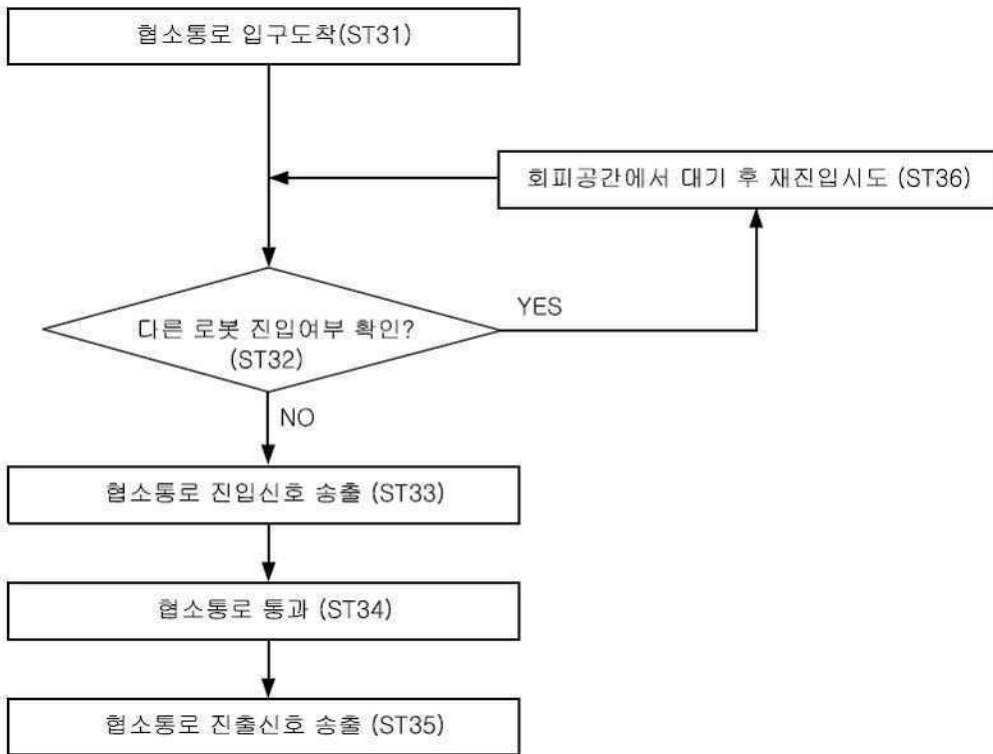 협소통로 입구도착(ST31)
회피공간에서 대기 후 재진입시도 (ST36)
다른 로봇 진입여부 확인?
(ST32)
YES
NO
협소통로 진입신호 송출 (ST33)
협소통로 통과 (ST34)
협소통로 진출신호 송출 (ST35)